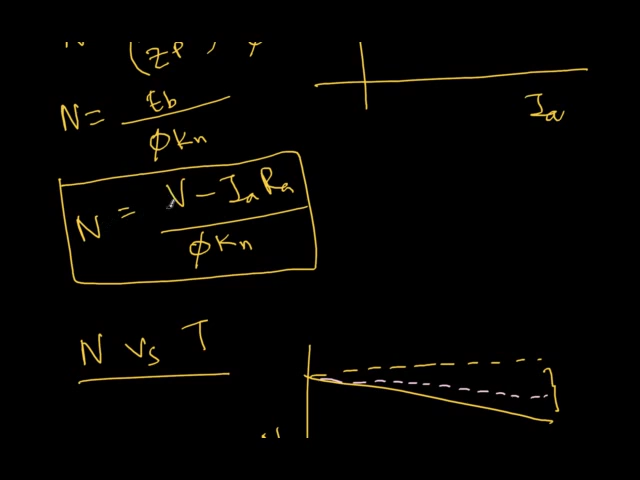 (ZP)
N = Eb / ϕKn
Ia
N = V - IaRa / ϕKn
N vs T